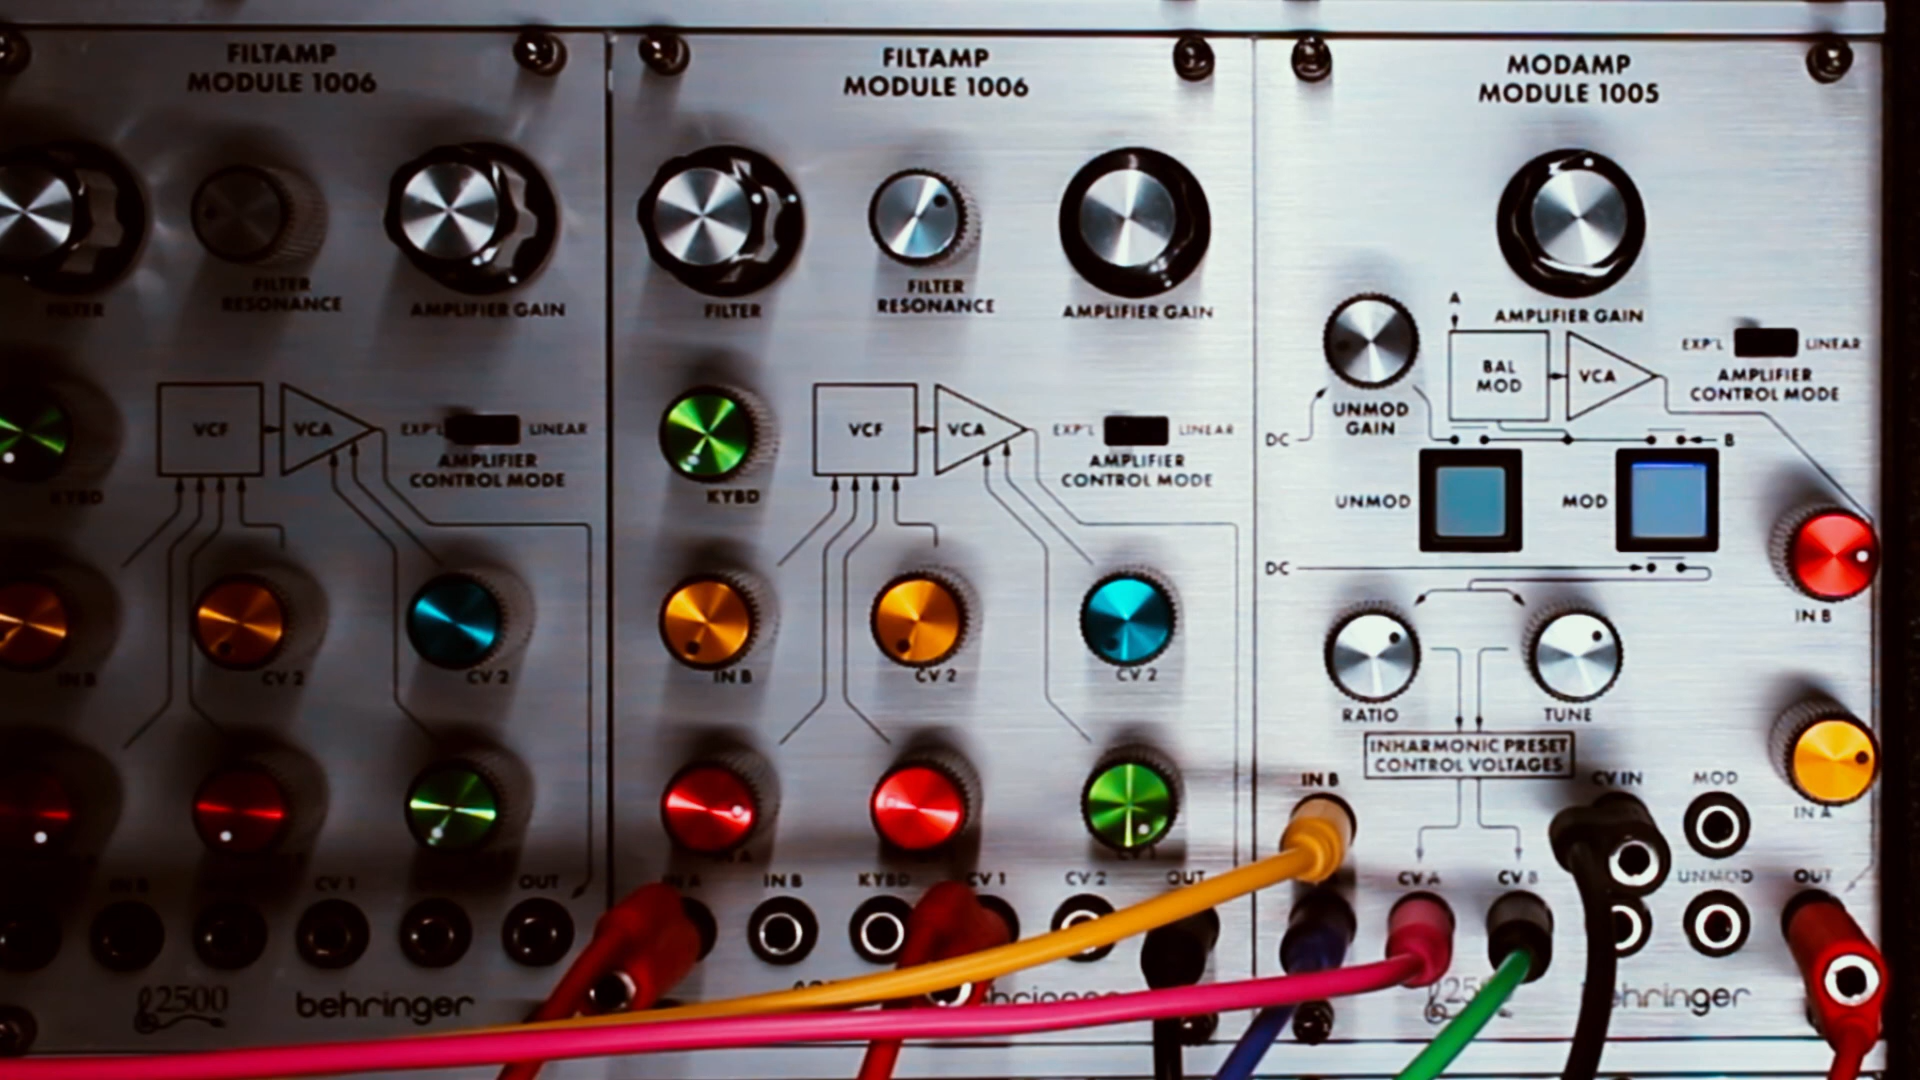 FILTAMP
MODULE 1006
FILTER
FILTER
RESONANCE
AMPLIFIER GAIN
VCF
VCA
EXP'L
LINEAR
AMPLIFIER
CONTROL MODE
KYBD
IN B
CV 2
CV 2
IN B
CV 1
OUT
2500
behringer
FILTAMP
MODULE 1006
FILTER
FILTER
RESONANCE
AMPLIFIER GAIN
VCF
VCA
EXP'L
LINEAR
AMPLIFIER
CONTROL MODE
KYBD
IN B
CV 2
CV 2
IN A
IN B
KYBD
CV 1
CV 2
OUT
MODAMP
MODULE 1005
AMPLIFIER GAIN
A
BAL
MOD
VCA
EXP'L
LINEAR
AMPLIFIER
CONTROL MODE
UNMOD
GAIN
DC
B
UNMOD
MOD
DC
IN B
RATIO
TUNE
INHARMONIC PRESET
CONTROL VOLTAGES
IN B
CV IN
MOD
IN A
CV A
CV B
UNMOD
OUT